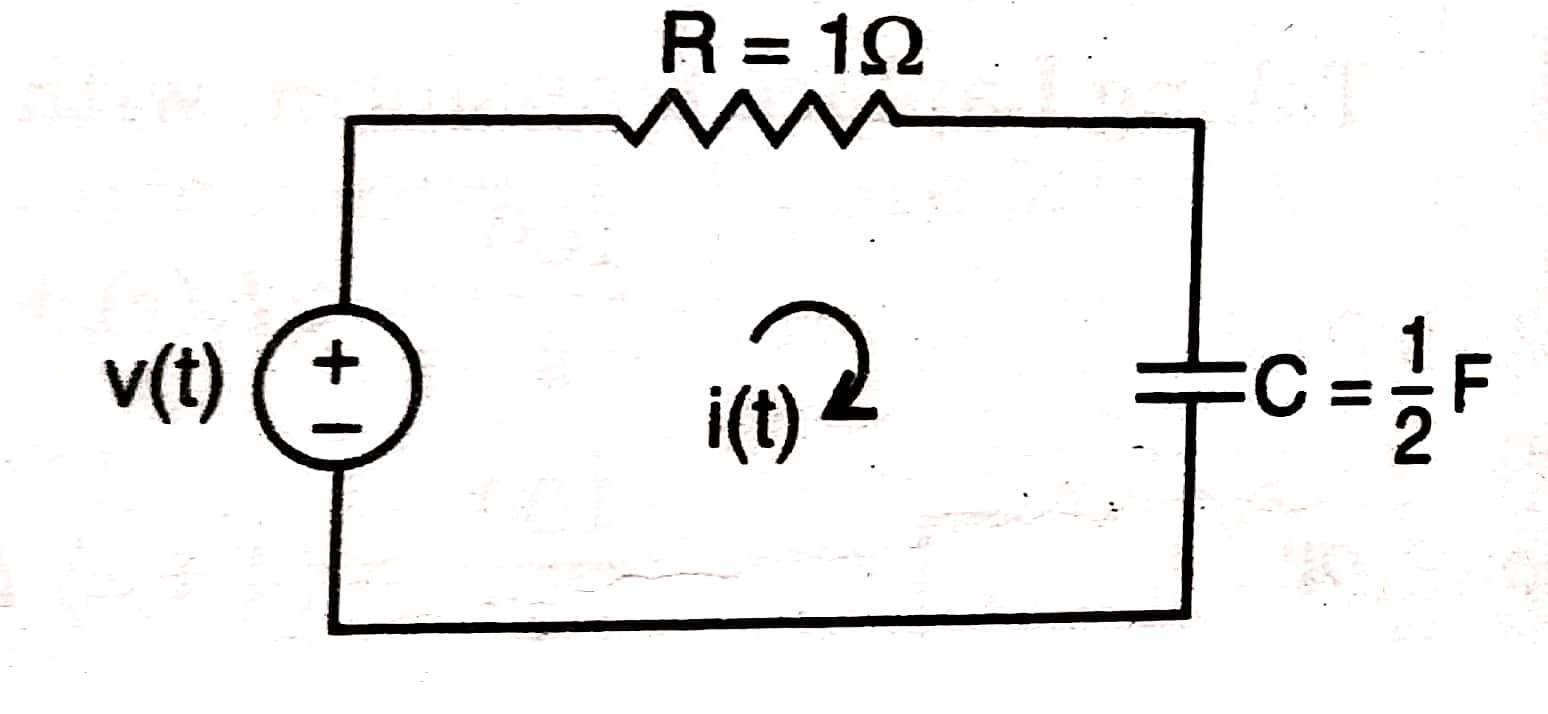 R = 1Ω
v(t)
+
−
i(t)
C = 1/2 F